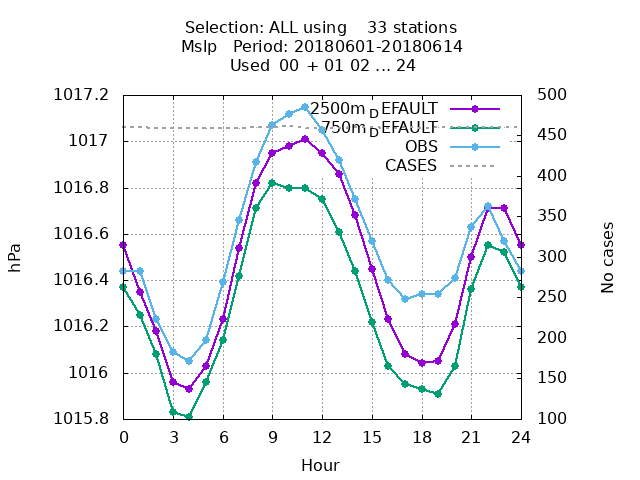 Selection: ALL using 33 stations
Mslp Period: 20180601-20180614
Used 00 + 01 02 ... 24
2500m_DEFAULT
750m_DEFAULT
OBS
CASES
hPa
1017.2
1017
1016.8
1016.6
1016.4
1016.2
1016
1015.8
No cases
500
450
400
350
300
250
200
150
100
0 3 6 9 12 15 18 21 24
Hour